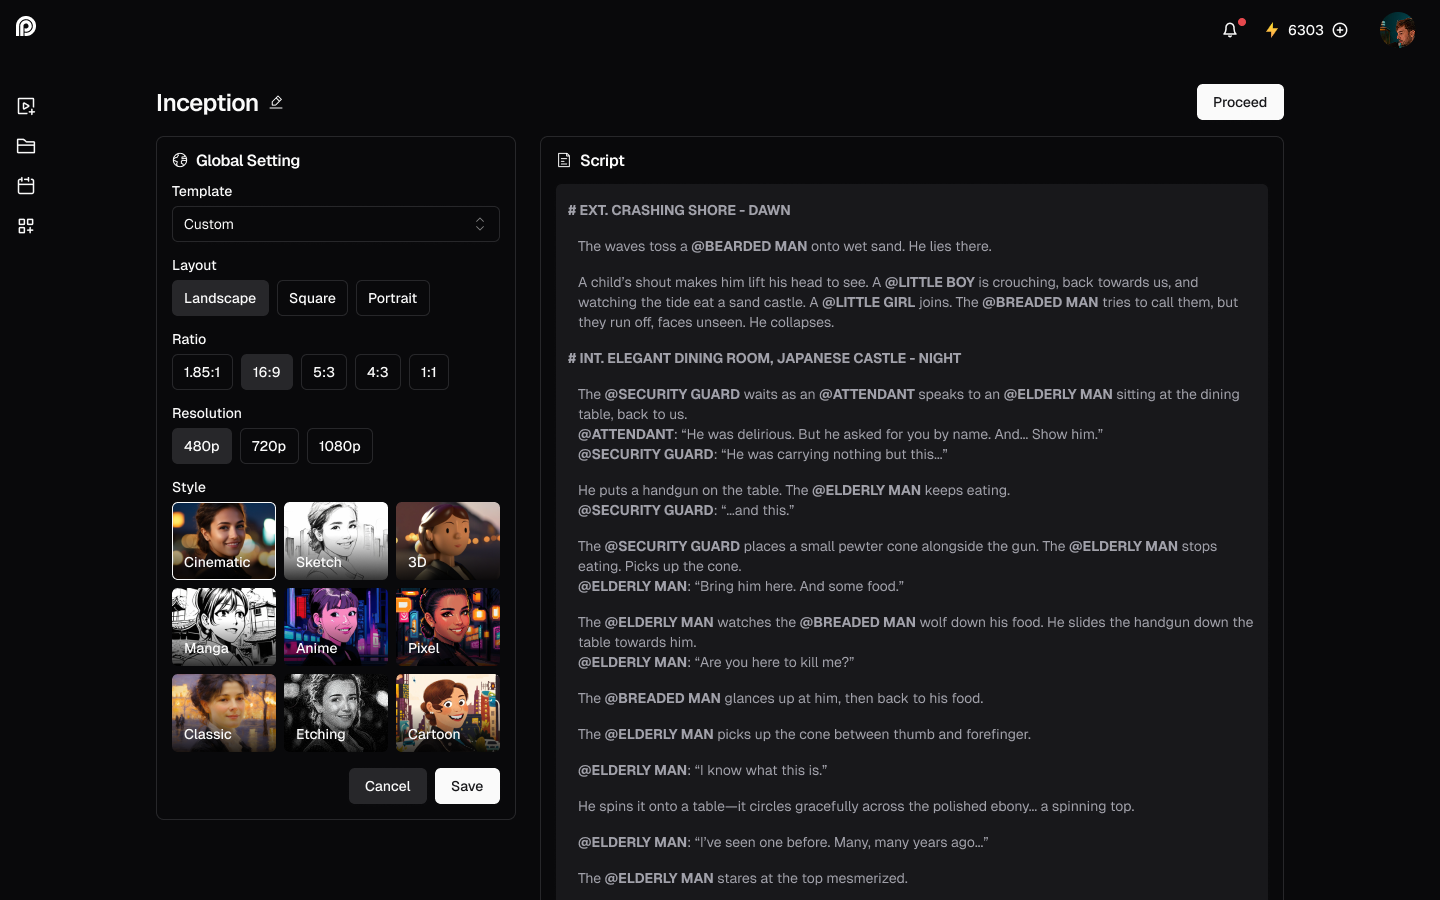 6303
Inception
Proceed
Global Setting
Template
Custom
Layout
Landscape
Square
Portrait
Ratio
1.85:1
16:9
5:3
4:3
1:1
Resolution
480p
720p
1080p
Style
Cinematic
Sketch
3D
Manga
Anime
Pixel
Classic
Etching
Cartoon
Cancel
Save
Script
# EXT. CRASHING SHORE - DAWN
The waves toss a @BEARDED MAN onto wet sand. He lies there.
A child’s shout makes him lift his head to see. A @LITTLE BOY is crouching, back towards us, and
watching the tide eat a sand castle. A @LITTLE GIRL joins. The @BREADED MAN tries to call them, but
they run off, faces unseen. He collapses.
# INT. ELEGANT DINING ROOM, JAPANESE CASTLE - NIGHT
The @SECURITY GUARD waits as an @ATTENDANT speaks to an @ELDERLY MAN sitting at the dining
table, back to us.
@ATTENDANT: “He was delirious. But he asked for you by name. And... Show him.”
@SECURITY GUARD: “He was carrying nothing but this...”
He puts a handgun on the table. The @ELDERLY MAN keeps eating.
@SECURITY GUARD: “...and this.”
The @SECURITY GUARD places a small pewter cone alongside the gun. The @ELDERLY MAN stops
eating. Picks up the cone.
@ELDERLY MAN: “Bring him here. And some food.”
The @ELDERLY MAN watches the @BREADED MAN wolf down his food. He slides the handgun down the
table towards him.
@ELDERLY MAN: “Are you here to kill me?”
The @BREADED MAN glances up at him, then back to his food.
The @ELDERLY MAN picks up the cone between thumb and forefinger.
@ELDERLY MAN: “I know what this is.”
He spins it onto a table—it circles gracefully across the polished ebony... a spinning top.
@ELDERLY MAN: “I’ve seen one before. Many, many years ago...”
The @ELDERLY MAN stares at the top mesmerized.